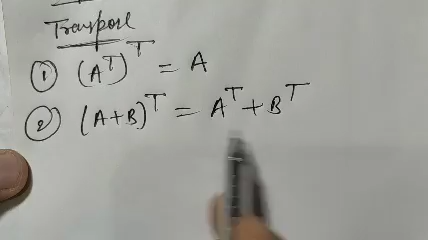 Transpose
① (A^T)^T = A
② (A+B)^T = A^T + B^T